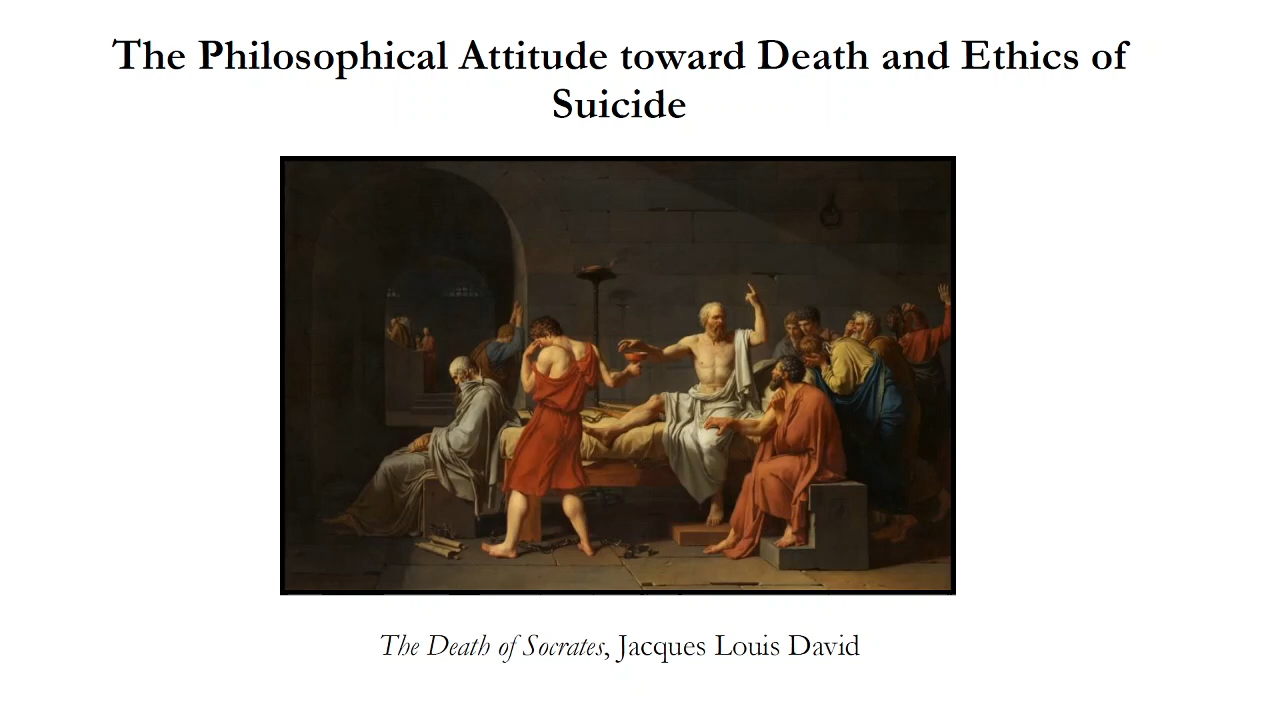 The Philosophical Attitude toward Death and Ethics of
Suicide
The Death of Socrates, Jacques Louis David